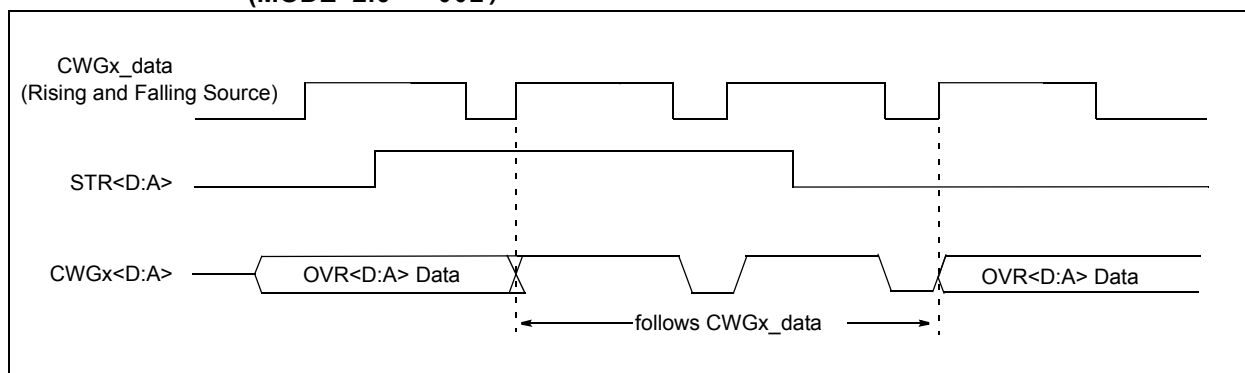 CWGx_data
(Rising and Falling Source)
STR<D:A>
CWGx<D:A>
OVR<D:A> Data
OVR<D:A> Data
follows CWGx_data